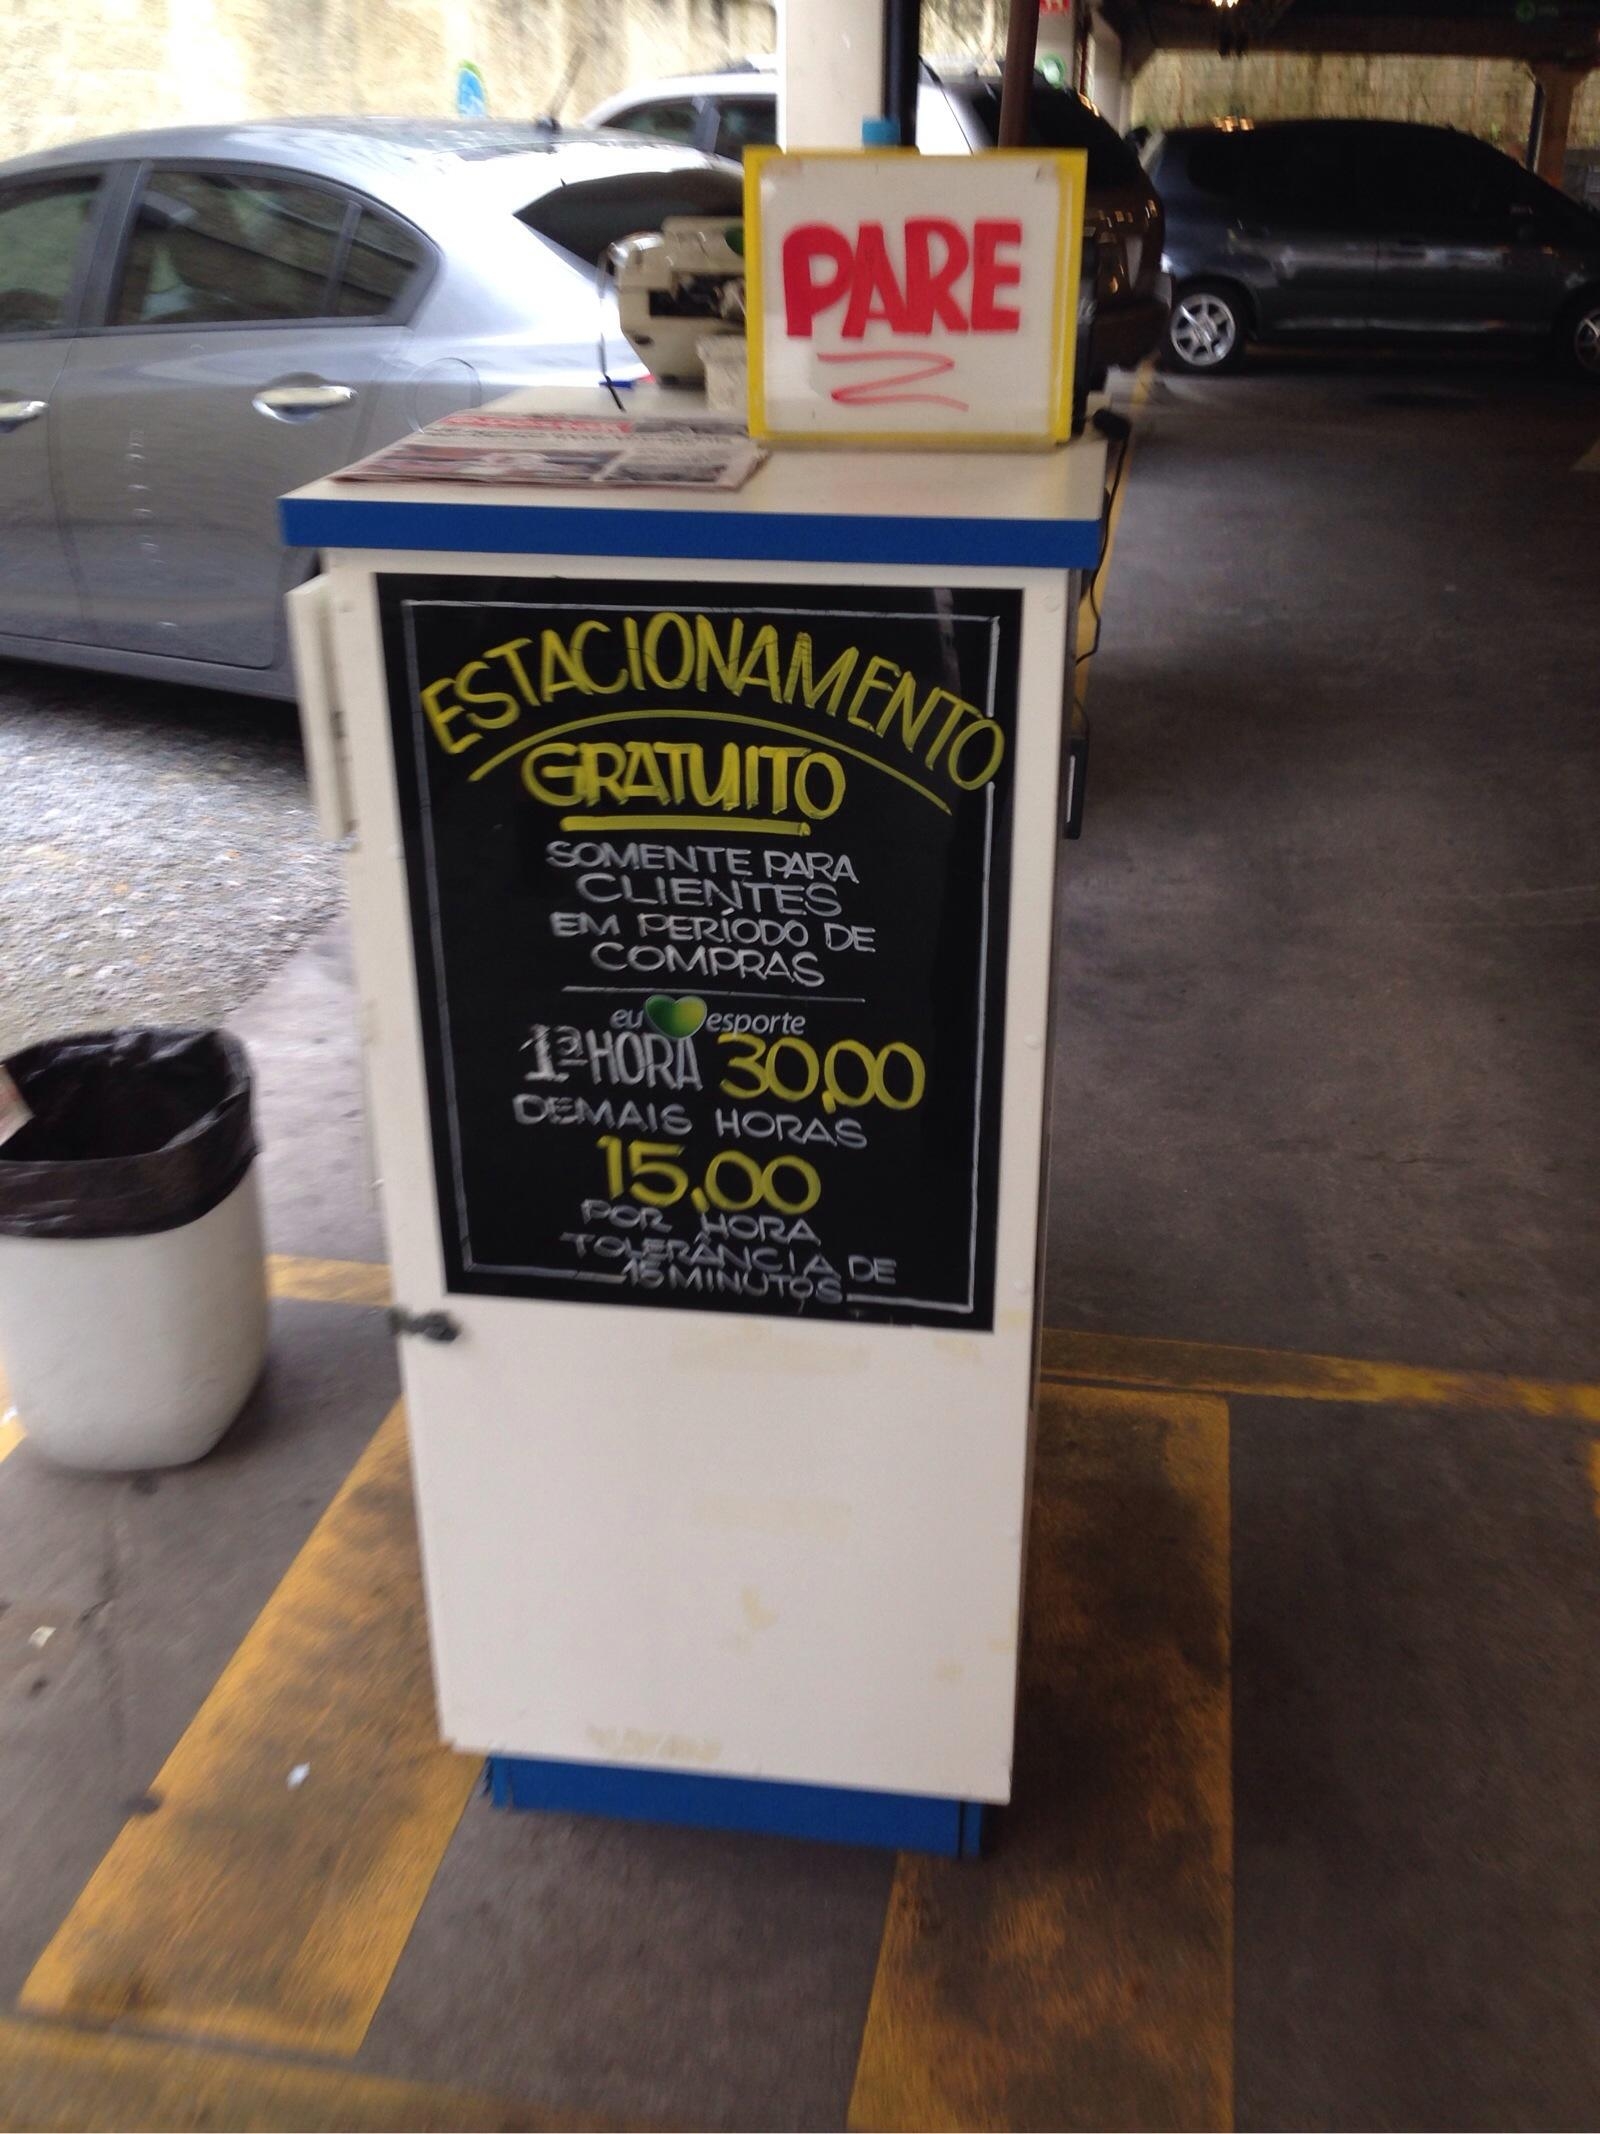 PARE
ESTACIONAMENTO
GRATUITO
SOMENTE PARA
CLIENTES
EM PERÍODO DE
COMPRAS
eu esporte
1ª HORA 30,00
DEMAIS HORAS
15,00
POR HORA
TOLERÂNCIA DE
15 MINUTOS